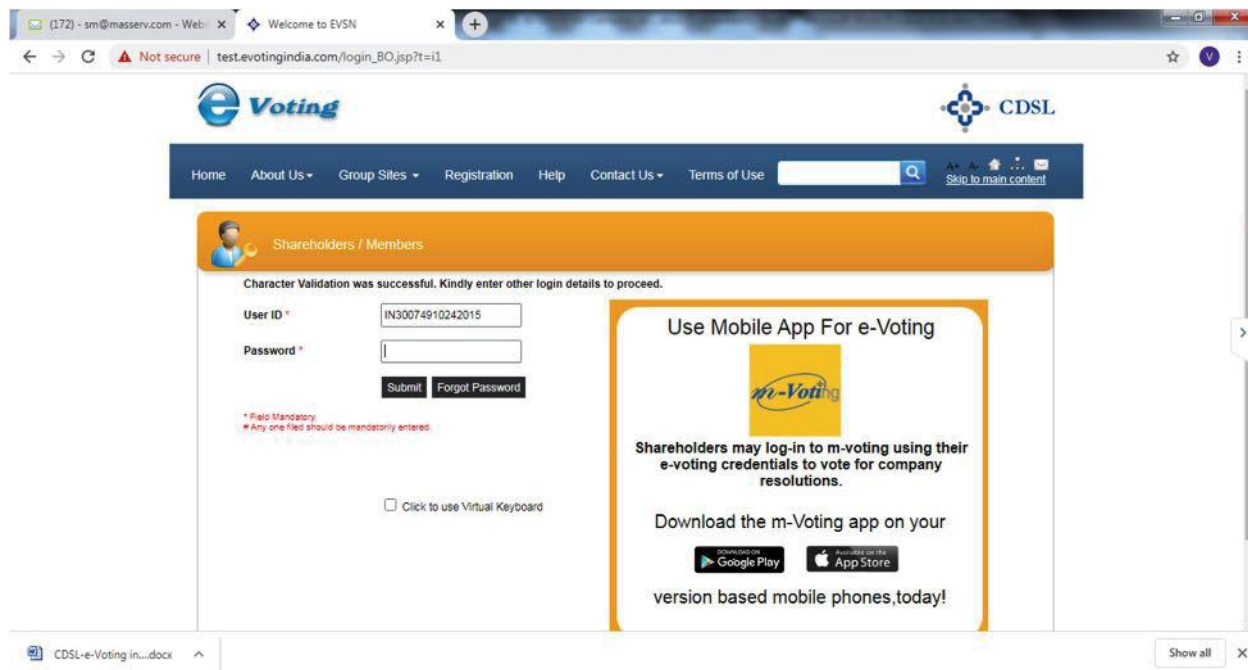 (172) - sm@masserv.com - Web
Welcome to EVSN
Not secure | test.evotingindia.com/login_BO.jsp?t=i1
V
e Voting
CDSL
Home About Us Group Sites Registration Help Contact Us Terms of Use
A+ A-
Skip to main content
Shareholders / Members
Character Validation was successful. Kindly enter other login details to proceed.
User ID * IN30074910242015
Password *
Submit Forgot Password
* Field Mandatory.
# Any one filed should be mandatorily entered.
Click to use Virtual Keyboard
Use Mobile App For e-Voting
m-Voting
Shareholders may log-in to m-voting using their
e-voting credentials to vote for company
resolutions.
Download the m-Voting app on your
DOWNLOAD ON
Google Play
Available on the
App Store
version based mobile phones,today!
CDSL-e-Voting in....docx
Show all